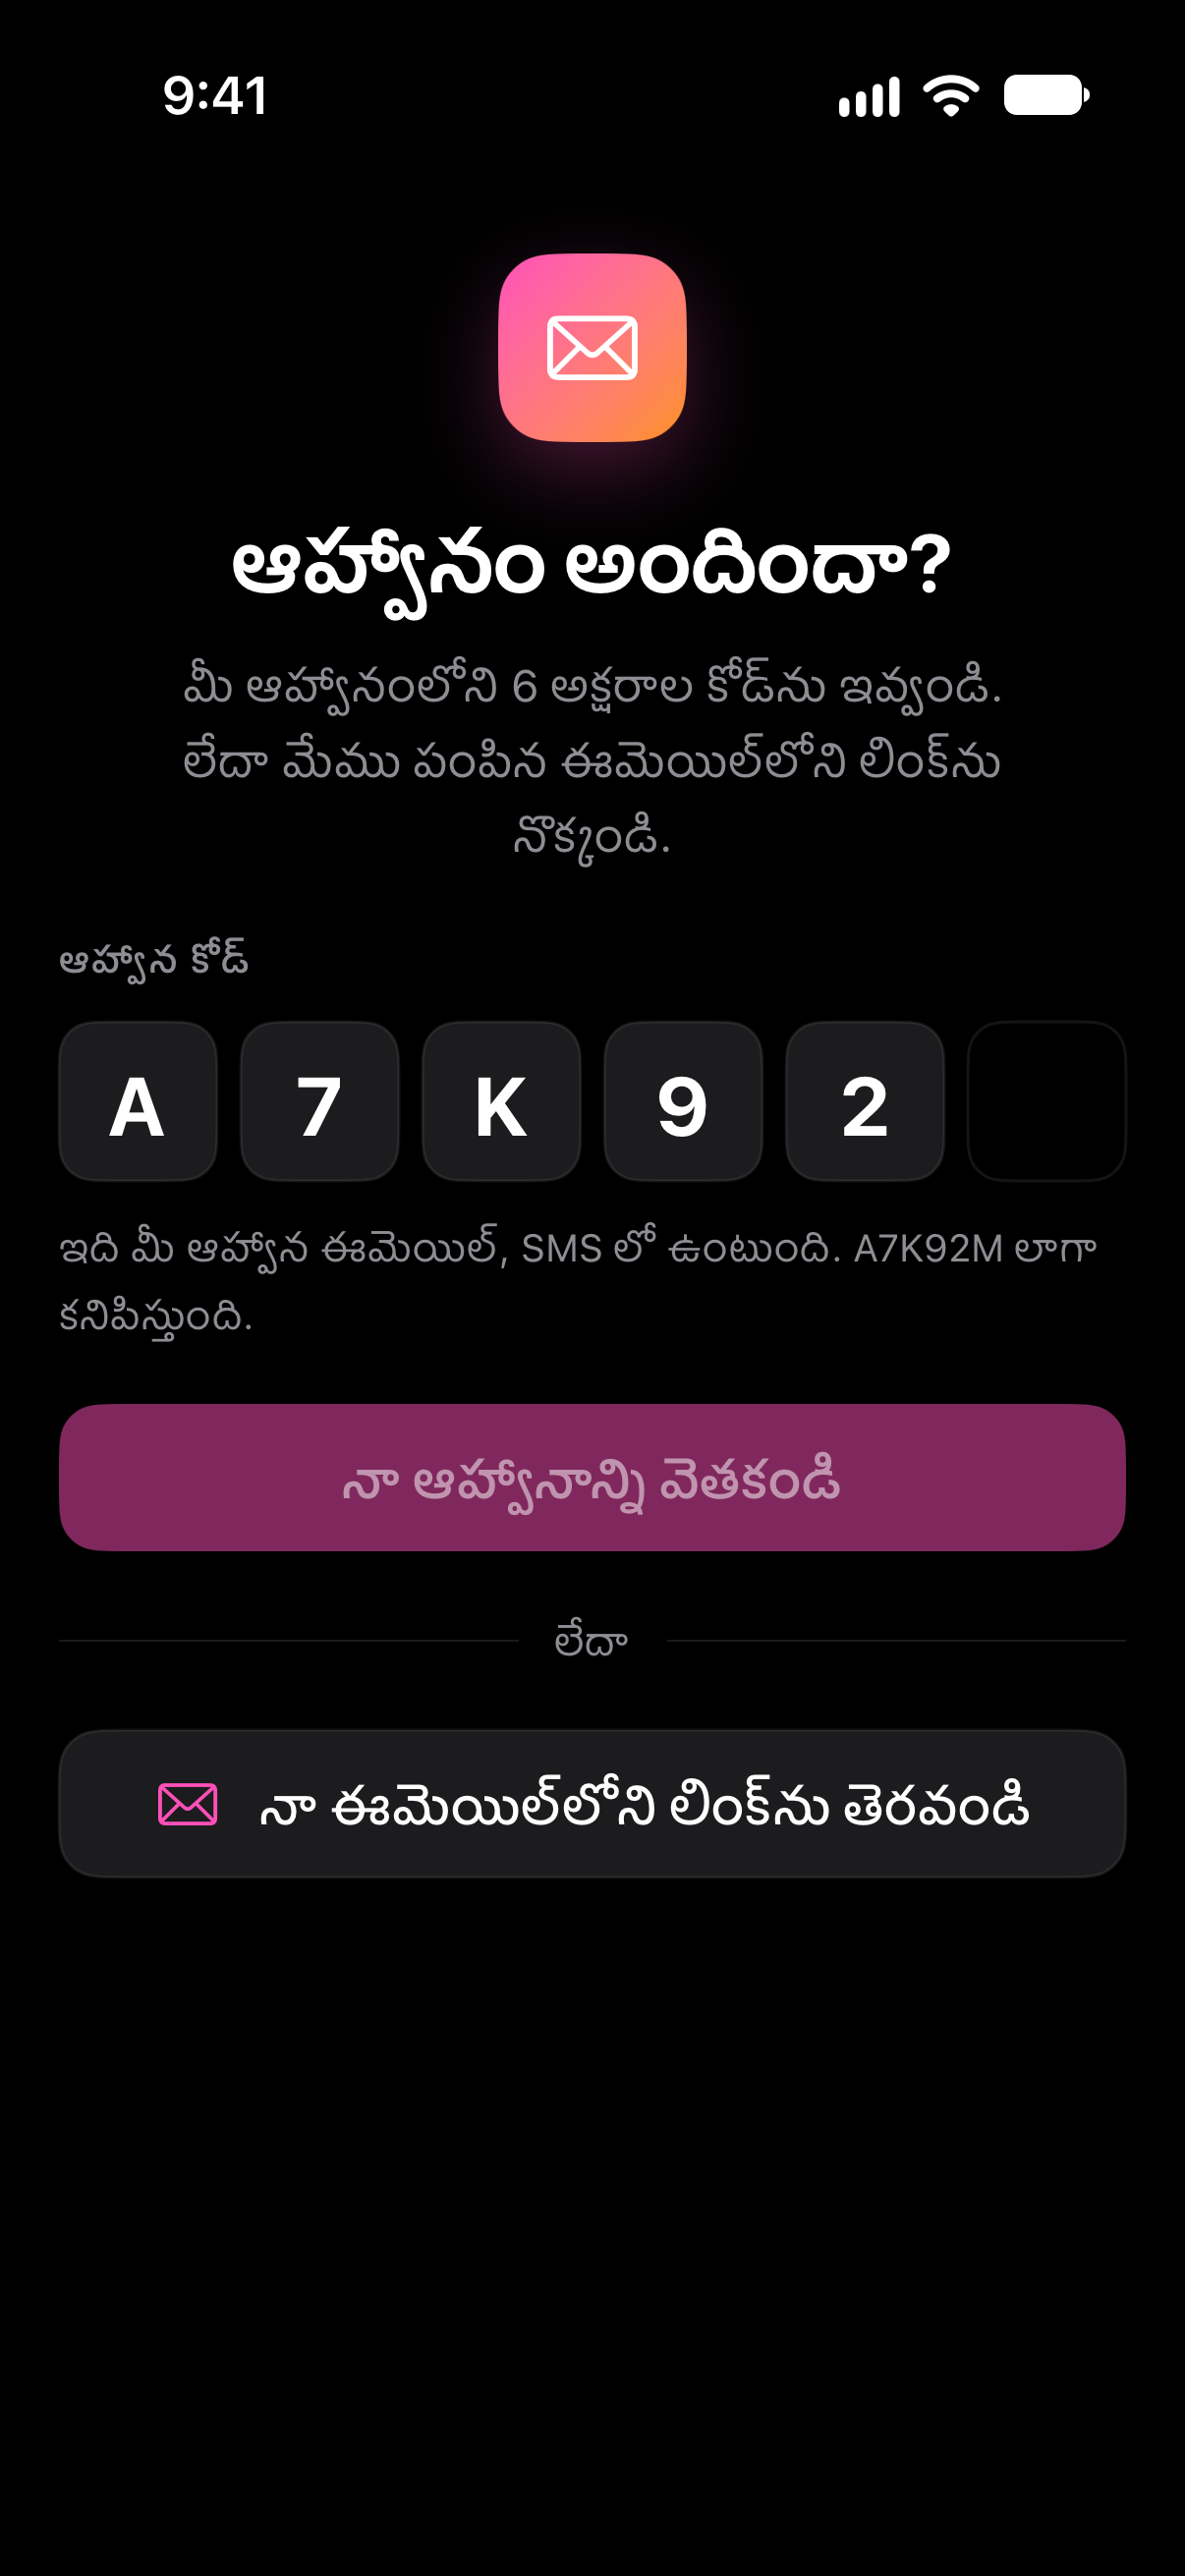 9:41
ఆహ్వానం అందిందా?
మీ ఆహ్వానంలోని 6 అక్షరాల కోడ్‌ను ఇవ్వండి.
లేదా మేము పంపిన ఈమెయిల్‌లోని లింక్‌ను
నొక్కండి.
ఆహ్వాన కోడ్
A 7 K 9 2
ఇది మీ ఆహ్వాన ఈమెయిల్, SMS లో ఉంటుంది. A7K92M లాగా
కనిపిస్తుంది.
నా ఆహ్వానాన్ని వెతకండి
లేదా
నా ఈమెయిల్‌లోని లింక్‌ను తెరవండి